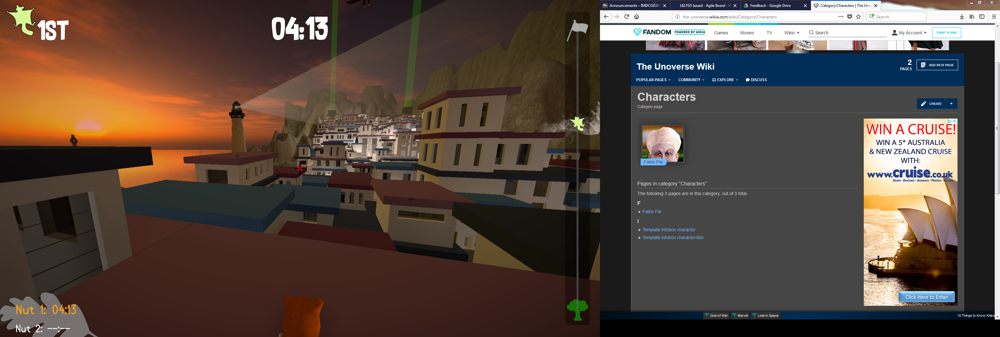 1ST
04:13
Nut 1: 04:13
Nut 2: --:--
Announcements – IMDCGD307
L617G5 board - Agile Board - W
Feedback - Google Drive
Category:Characters | The Uno
the-unoverse.wikia.com/wiki/Category:Characters
Search
FANDOM
POWERED BY WIKIA
Games
Movies
TV
Wikis
Search
My Account
START A WIKI
The Unoverse Wiki
2
PAGES
ADD NEW PAGE
POPULAR PAGES
COMMUNITY
EXPLORE
DISCUSS
Characters
Category page
CREATE
Fabio Fla
Pages in category "Characters"
The following 3 pages are in this category, out of 3 total.
F
Fabio Fla
I
Template:Infobox character
Template:Infobox character/doc
WIN A CRUISE!
WIN A 5* AUSTRALIA
& NEW ZEALAND CRUISE
WITH:
www.cruise.co.uk
Deals • Reviews • Answers • Photos • Videos
Click Here to Enter
God of War
Marvel
Lost in Space
10 Things to Know